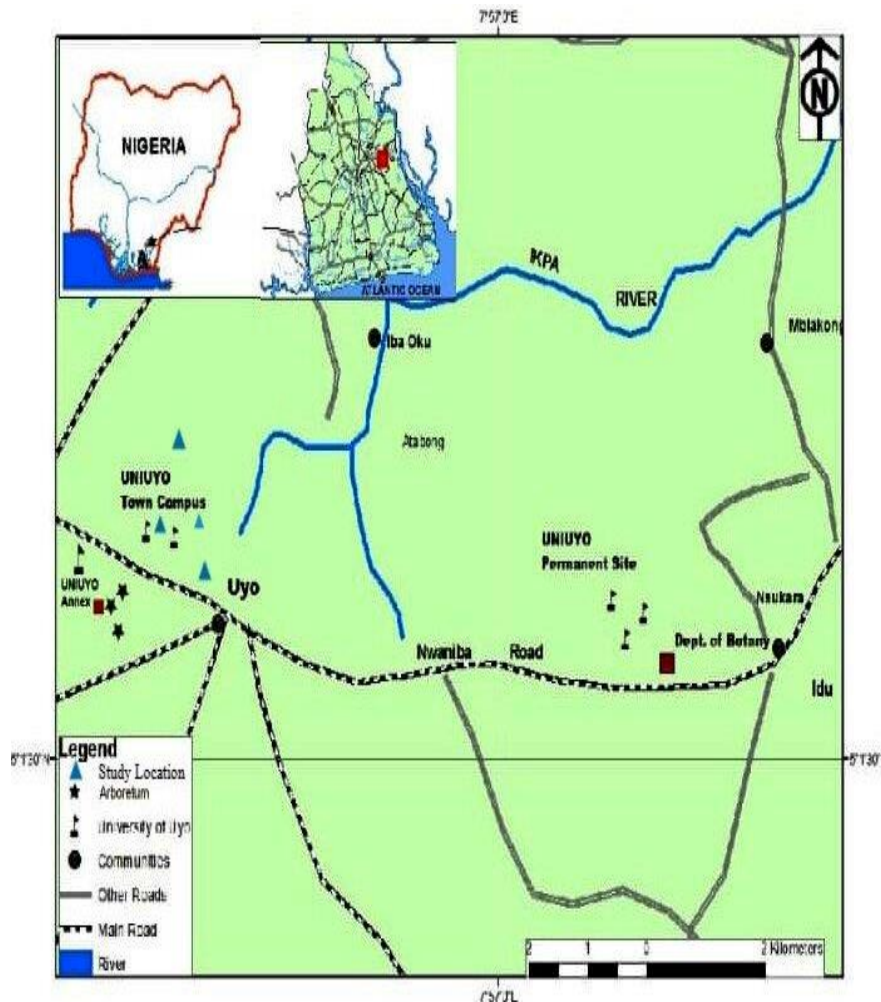 7°57'0"E
N
NIGERIA
ATLANTIC OCEAN
IKPA
RIVER
Iba Oku
Mbiakong
Atabong
UNIUYO
Town Campus
UNIUYO
Permanent Site
UNIUYO
Annex
Uyo
Nsukara
Dept. of Botany
Nwaniba Road
Idu
5°1'30"N
5°1'30"
Legend
Study Location
Arboretum
University of Uyo
Communities
Other Roads
Main Road
River
2 1 0 2 Kilometers